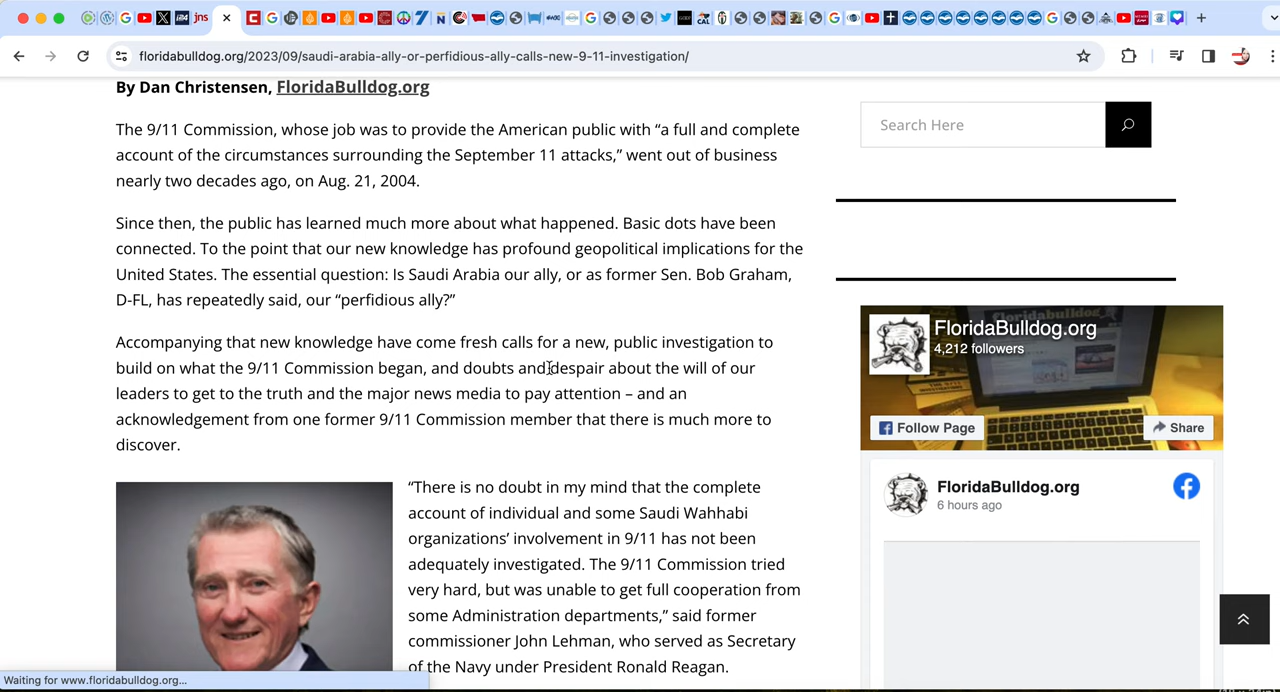 jns
floridabulldog.org/2023/09/saudi-arabia-ally-or-perfidious-ally-calls-new-9-11-investigation/
By Dan Christensen, FloridaBulldog.org
The 9/11 Commission, whose job was to provide the American public with “a full and complete
account of the circumstances surrounding the September 11 attacks,” went out of business
nearly two decades ago, on Aug. 21, 2004.
Since then, the public has learned much more about what happened. Basic dots have been
connected. To the point that our new knowledge has profound geopolitical implications for the
United States. The essential question: Is Saudi Arabia our ally, or as former Sen. Bob Graham,
D-FL, has repeatedly said, our “perfidious ally?”
Accompanying that new knowledge have come fresh calls for a new, public investigation to
build on what the 9/11 Commission began, and doubts and despair about the will of our
leaders to get to the truth and the major news media to pay attention – and an
acknowledgement from one former 9/11 Commission member that there is much more to
discover.
“There is no doubt in my mind that the complete
account of individual and some Saudi Wahhabi
organizations’ involvement in 9/11 has not been
adequately investigated. The 9/11 Commission tried
very hard, but was unable to get full cooperation from
some Administration departments,” said former
commissioner John Lehman, who served as Secretary
of the Navy under President Ronald Reagan.
Search Here
FloridaBulldog.org
4,212 followers
Follow Page
Share
FloridaBulldog.org
6 hours ago
Waiting for www.floridabulldog.org...